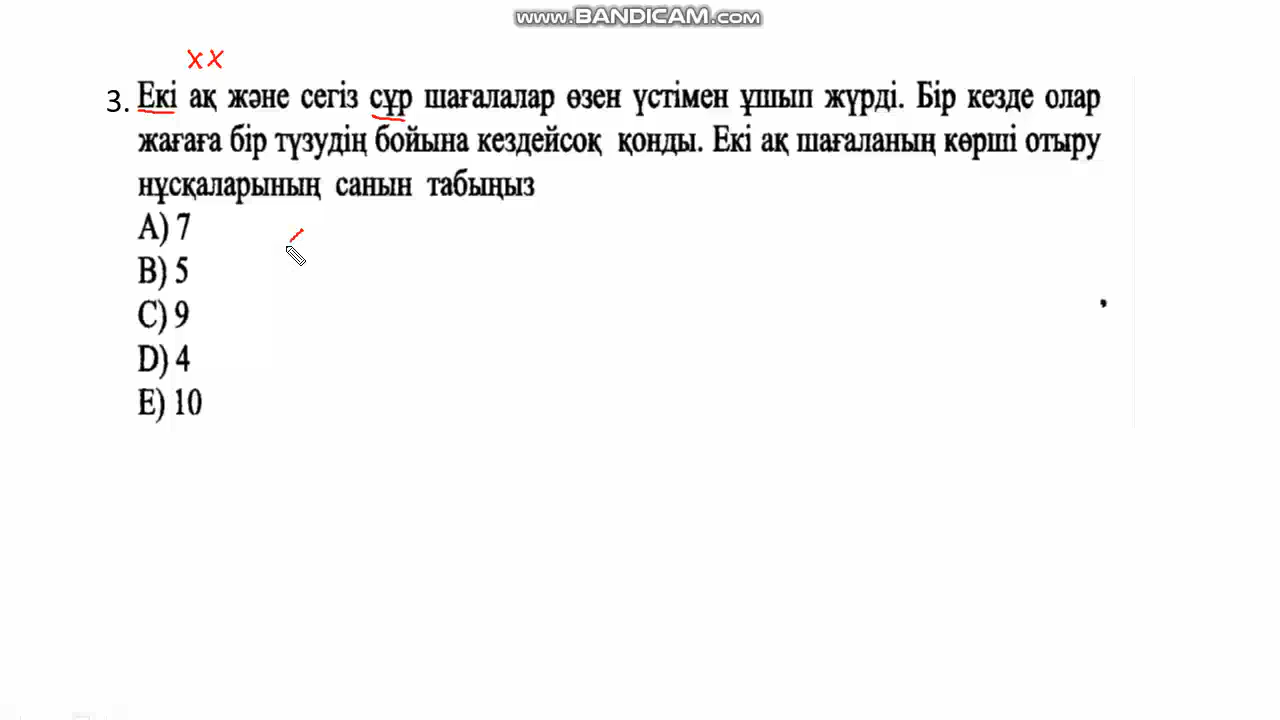 www.BANDICAM.com
X X
3. Екі ақ және сегіз сұр шағалалар өзен үстімен ұшып жүрді. Бір кезде олар
жағаға бір түзудің бойына кездейсоқ қонды. Екі ақ шағаланың көрші отыру
нұсқаларының санын табыңыз
A) 7
B) 5
C) 9
D) 4
E) 10